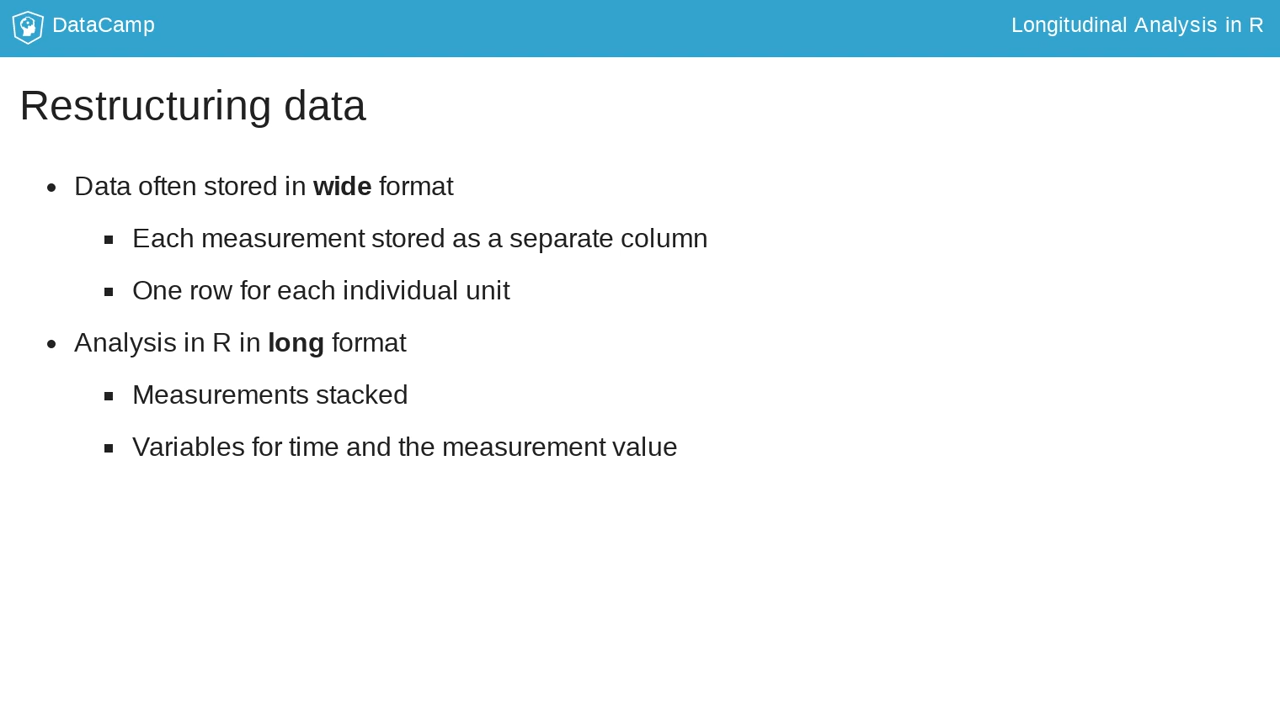 DataCamp
Longitudinal Analysis in R
Restructuring data
Data often stored in wide format
Each measurement stored as a separate column
One row for each individual unit
Analysis in R in long format
Measurements stacked
Variables for time and the measurement value